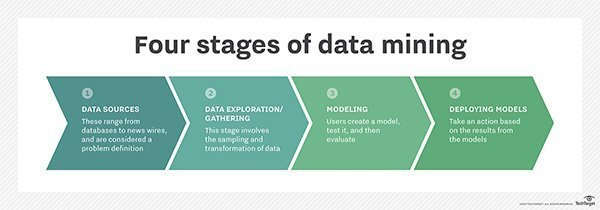 Four stages of data mining
1
DATA SOURCES
These range from
databases to news wires,
and are considered a
problem definition
2
DATA EXPLORATION/
GATHERING
This stage involves
the sampling and
transformation of data
3
MODELING
Users create a model,
test it, and then
evaluate
4
DEPLOYING MODELS
Take an action based
on the results from
the models
TechTarget